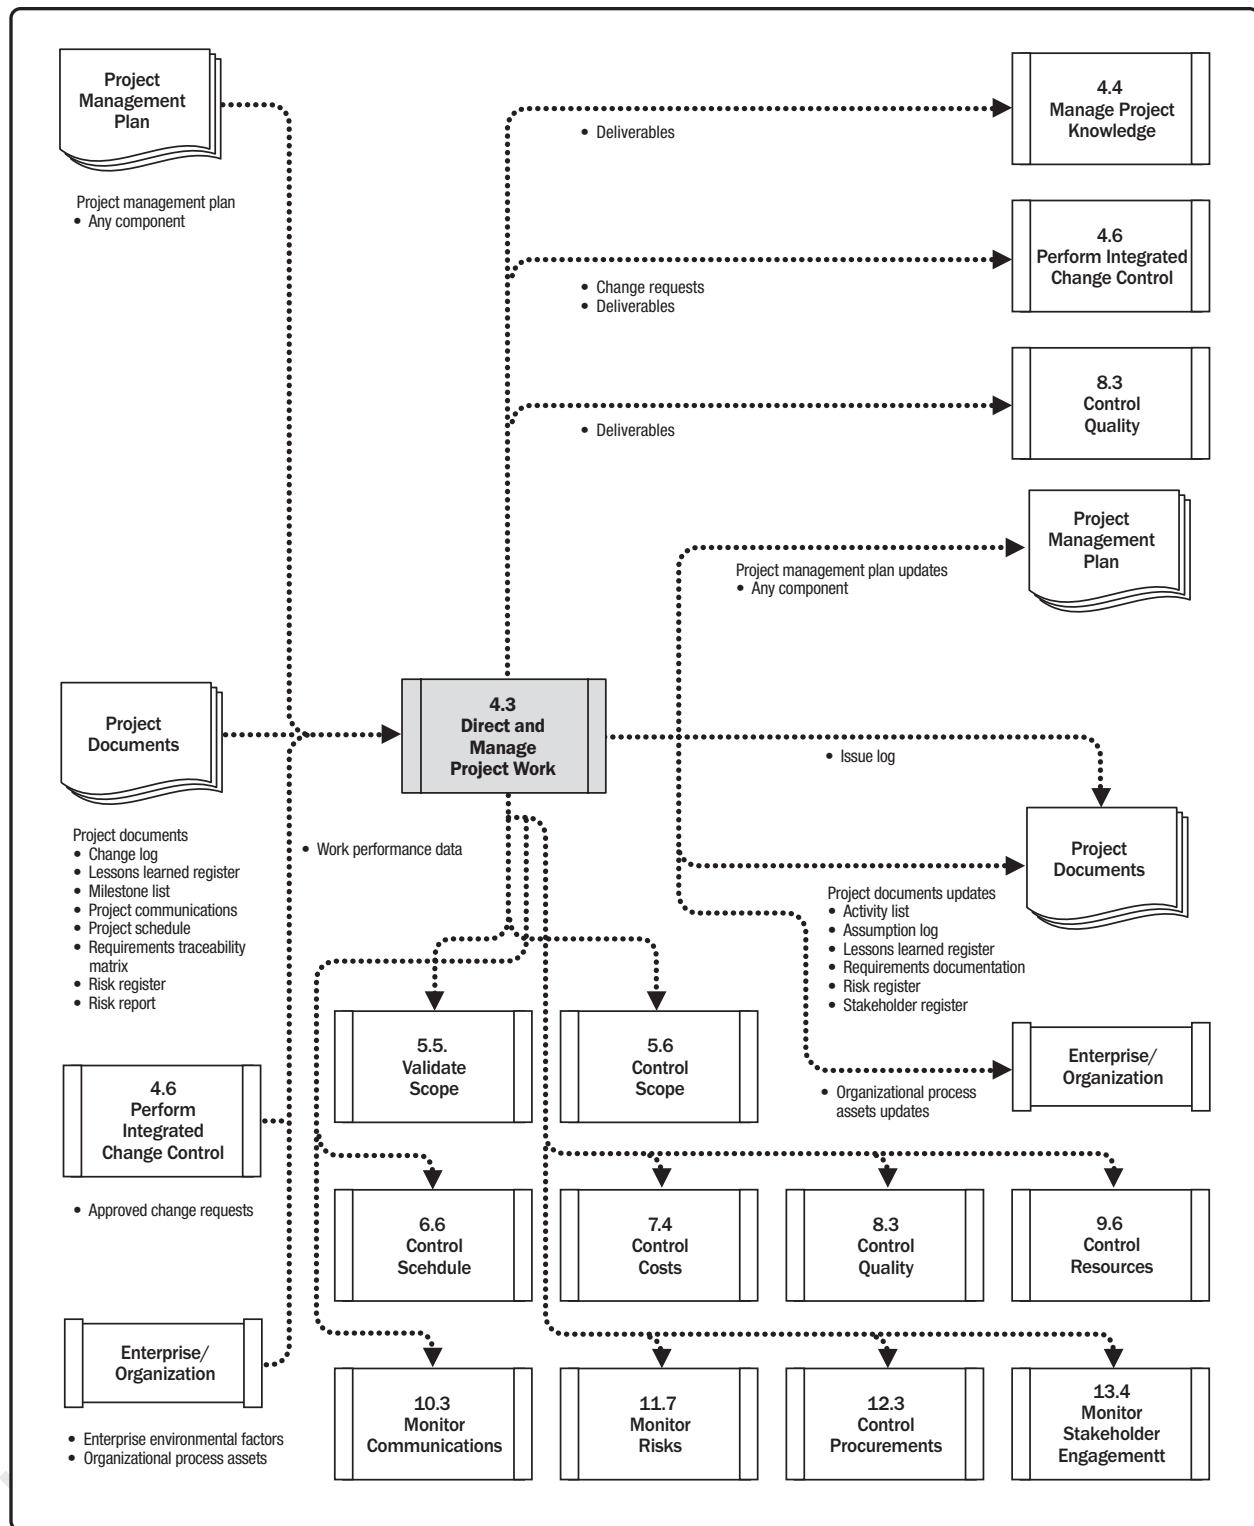 Project
Management
Plan
Project management plan
• Any component
4.4
Manage Project
Knowledge
• Deliverables
4.6
Perform Integrated
Change Control
• Change requests
• Deliverables
8.3
Control
Quality
• Deliverables
Project
Management
Plan
Project management plan updates
• Any component
Project
Documents
4.3
Direct and
Manage
Project Work
• Issue log
Project documents
• Change log
• Lessons learned register
• Milestone list
• Project communications
• Project schedule
• Requirements traceability
matrix
• Risk register
• Risk report
• Work performance data
Project
Documents
Project documents updates
• Activity list
• Assumption log
• Lessons learned register
• Requirements documentation
• Risk register
• Stakeholder register
5.5.
Validate
Scope
5.6
Control
Scope
Enterprise/
Organization
• Organizational process
assets updates
4.6
Perform
Integrated
Change Control
• Approved change requests
6.6
Control
Scehdule
7.4
Control
Costs
8.3
Control
Quality
9.6
Control
Resources
Enterprise/
Organization
• Enterprise environmental factors
• Organizational process assets
10.3
Monitor
Communications
11.7
Monitor
Risks
12.3
Control
Procurements
13.4
Monitor
Stakeholder
Engagementt